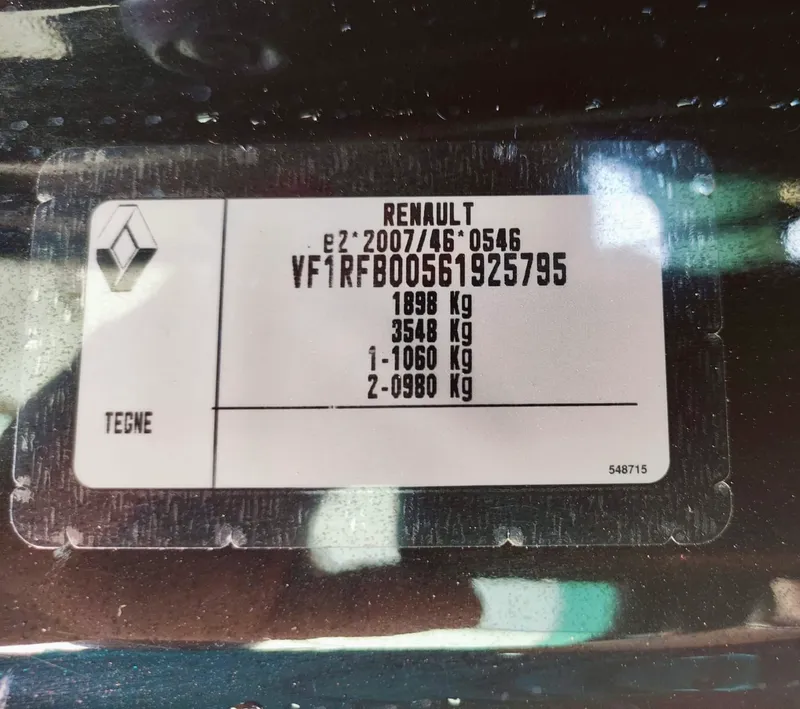 RENAULT
e2*2007/46*0546
VF1RFB00561925795
1898 Kg
3548 Kg
1-1060 Kg
2-0980 Kg
TEGNE
548715